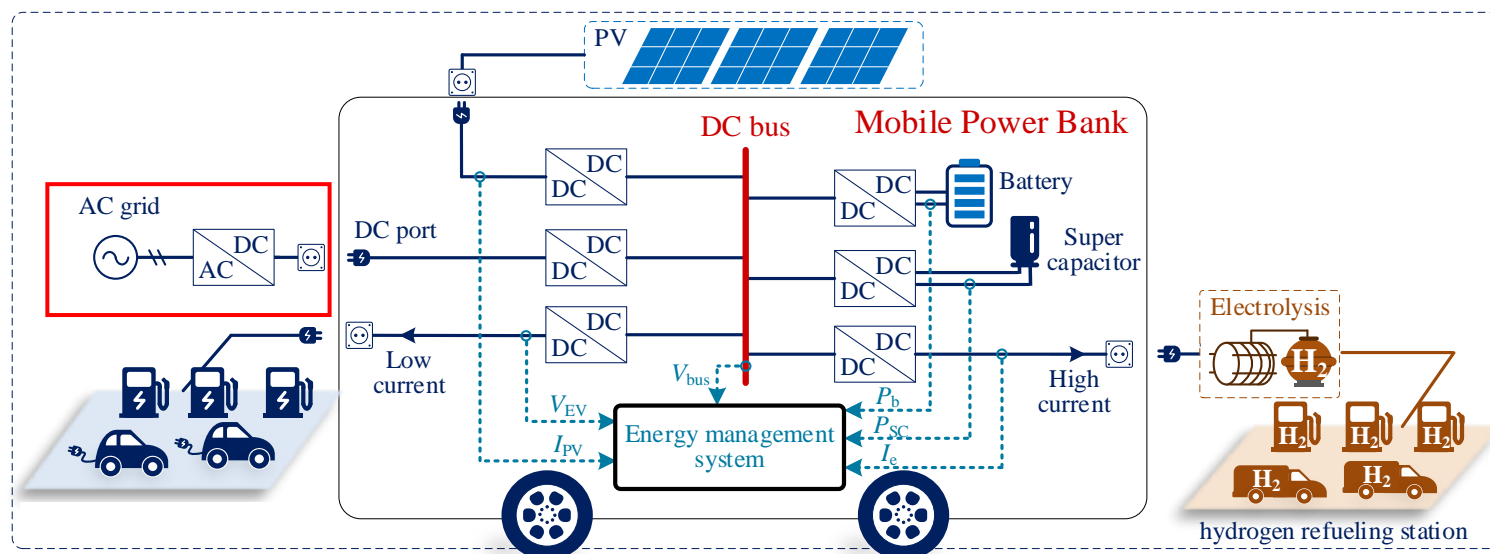 PV
DC bus
Mobile Power Bank
DC
DC
DC
DC
Battery
AC grid
DC
AC
DC port
DC
DC
DC
DC
Super
capacitor
Low
current
DC
DC
DC
DC
High
current
Electrolysis
H2
V_bus
V_EV
I_PV
Energy management
system
P_b
P_SC
I_e
H2
H2
H2
H2
H2
hydrogen refueling station